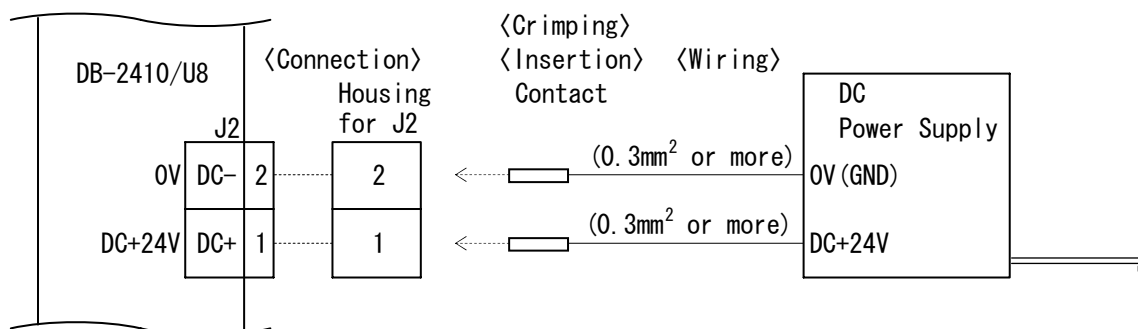 〈Crimping〉
DB-2410/U8
〈Connection〉
〈Insertion〉
〈Wiring〉
Housing
for J2
Contact
DC
Power Supply
J2
0V
DC-
2
2
(0.3mm² or more)
0V(GND)
DC+24V
DC+
1
1
(0.3mm² or more)
DC+24V